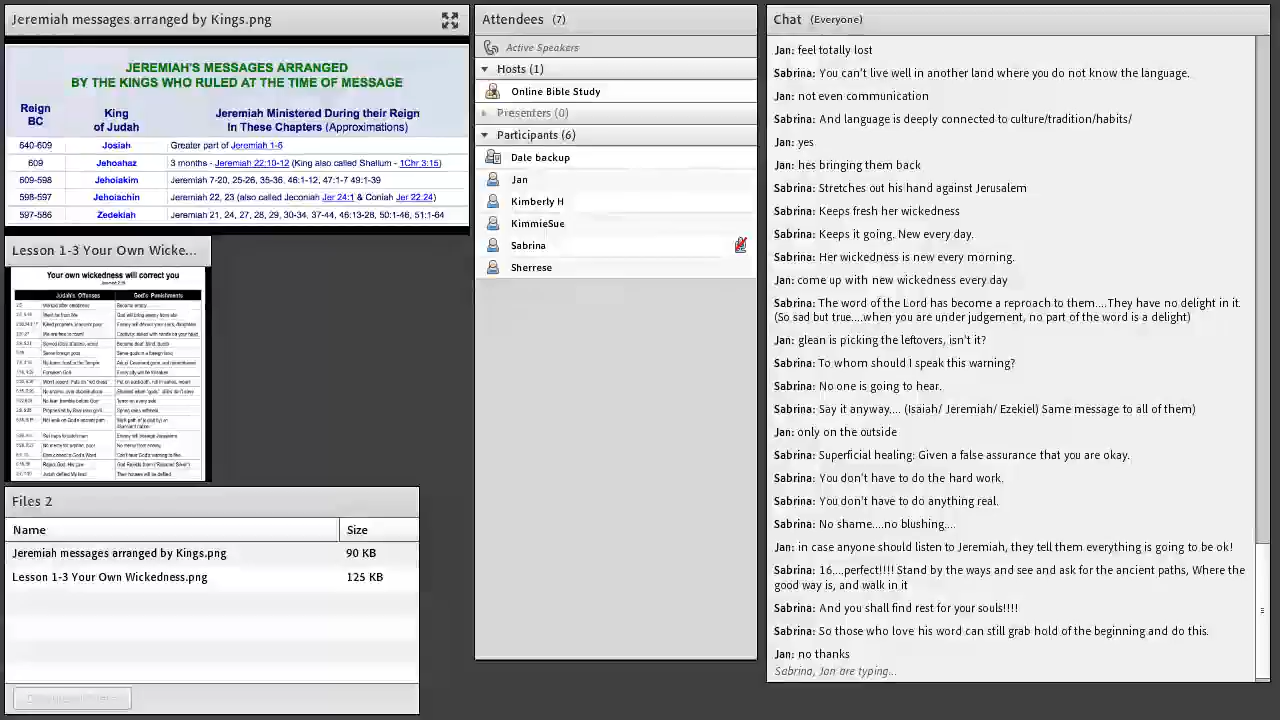 Jeremiah messages arranged by Kings.png
JEREMIAH'S MESSAGES ARRANGED
BY THE KINGS WHO RULED AT THE TIME OF MESSAGE
Reign BC King of Judah Jeremiah Ministered During their Reign In These Chapters (Approximations)
640-609 Josiah Greater part of Jeremiah 1-6
609 Jehoahaz 3 months - Jeremiah 22:10-12 (King also called Shallum - 1Chr 3:15)
609-598 Jehoiakim Jeremiah 7-20, 25-26, 35-36, 46:1-12, 47:1-7 49:1-39
598-597 Jehoiachin Jeremiah 22, 23 (also called Jeconiah Jer 24:1 & Coniah Jer 22:24)
597-586 Zedekiah Jeremiah 21, 24, 27, 28, 29, 30-34, 37-44, 46:13-28, 50:1-46, 51:1-64
Lesson 1-3 Your Own Wicke...
Your own wickedness will correct you
Judah's Offenses God's Punishments
Files 2
Name Size
Jeremiah messages arranged by Kings.png 90 KB
Lesson 1-3 Your Own Wickedness.png 125 KB
Attendees (7)
Active Speakers
Hosts (1)
Online Bible Study
Presenters (0)
Participants (6)
Dale backup
Jan
Kimberly H
KimmieSue
Sabrina
Sherrese
Chat (Everyone)
Jan: feel totally lost
Sabrina: You can't live well in another land where you do not know the language.
Jan: not even communication
Sabrina: And language is deeply connected to culture/tradition/habits/
Jan: yes
Jan: hes bringing them back
Sabrina: Stretches out his hand against Jerusalem
Sabrina: Keeps fresh her wickedness
Sabrina: Keeps it going. New every day.
Sabrina: Her wickedness is new every morning.
Jan: come up with new wickedness every day
Sabrina: The word of the Lord has become a reproach to them....They have no delight in it.
(So sad but true....when you are under judgement, no part of the word is a delight)
Jan: glean is picking the leftovers, isn't it?
Sabrina: To whom should I speak this warning?
Sabrina: No one is going to hear.
Sabrina: Say it anyway.... (Isaiah/ Jeremiah/ Ezekiel) Same message to all of them)
Jan: only on the outside
Sabrina: Superficial healing: Given a false assurance that you are okay.
Sabrina: You don't have to do the hard work.
Sabrina: You don't have to do anything real.
Sabrina: No shame....no blushing....
Jan: in case anyone should listen to Jeremiah, they tell them everything is going to be ok!
Sabrina: 16....perfect!!!! Stand by the ways and see and ask for the ancient paths, Where the
good way is, and walk in it
Sabrina: And you shall find rest for your souls!!!!
Sabrina: So those who love his word can still grab hold of the beginning and do this.
Jan: no thanks
Sabrina, Jan are typing...